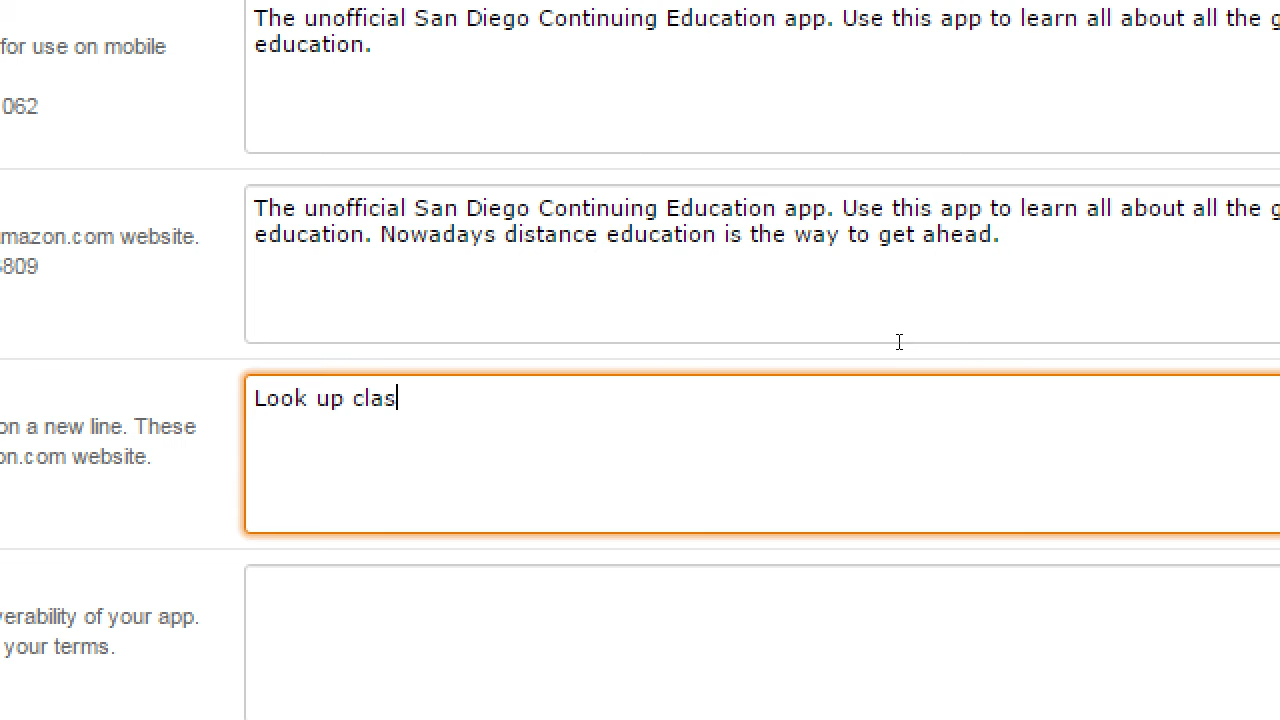 The unofficial San Diego Continuing Education app. Use this app to learn all about all the
education.
for use on mobile
062
The unofficial San Diego Continuing Education app. Use this app to learn all about all the
education. Nowadays distance education is the way to get ahead.
mazon.com website.
809
Look up clas
on a new line. These
on.com website.
verability of your app.
your terms.